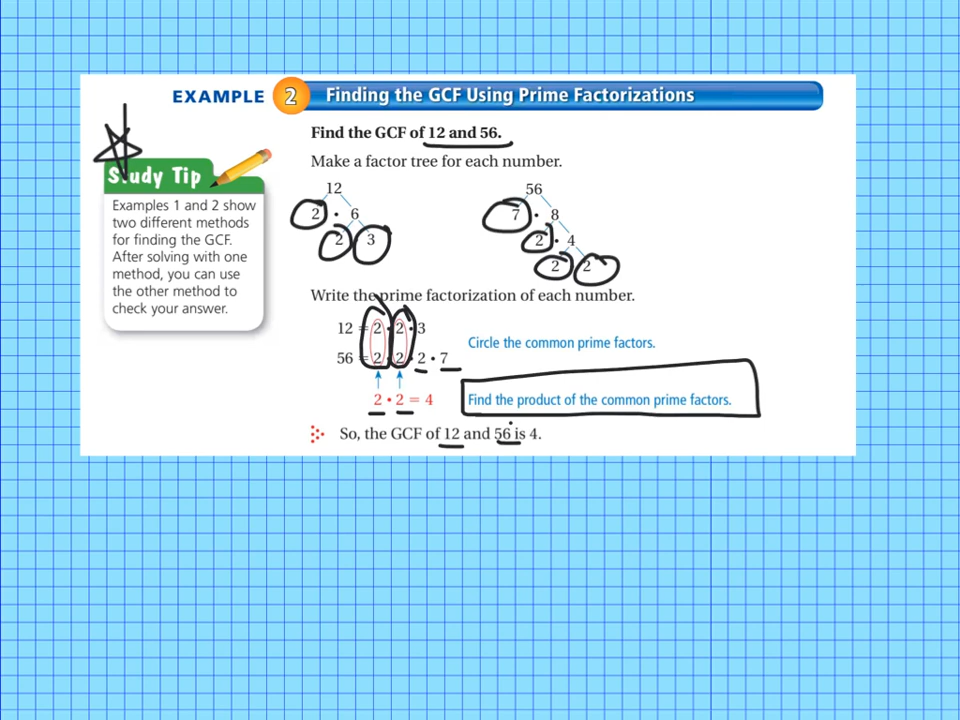 EXAMPLE 2 Finding the GCF Using Prime Factorizations
Find the GCF of 12 and 56.
Make a factor tree for each number.
Study Tip
Examples 1 and 2 show
two different methods
for finding the GCF.
After solving with one
method, you can use
the other method to
check your answer.
12
2 • 6
2 • 3
56
7 • 8
2 • 4
2 • 2
Write the prime factorization of each number.
12 = 2 • 2 • 3
56 = 2 • 2 • 2 • 7
Circle the common prime factors.
2 • 2 = 4
Find the product of the common prime factors.
So, the GCF of 12 and 56 is 4.